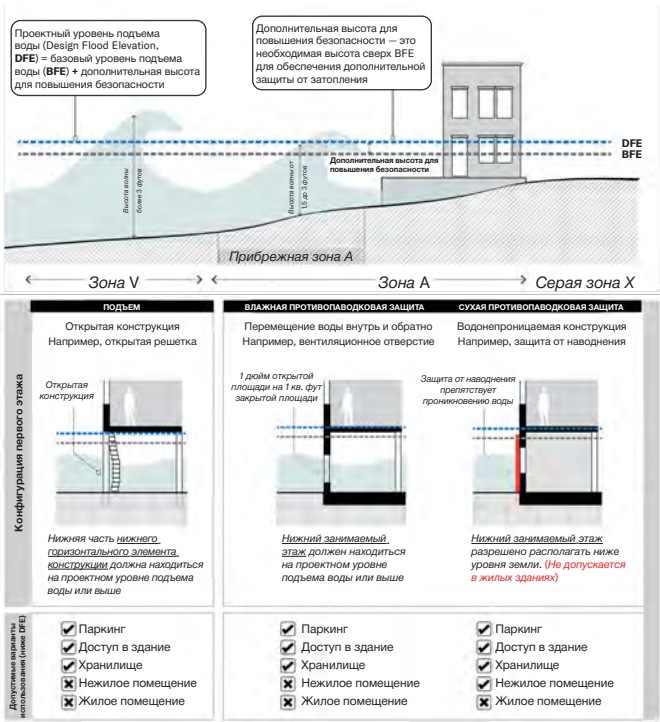 Проектный уровень подъема
воды (Design Flood Elevation,
DFE) = базовый уровень подъема
воды (BFE) + дополнительная высота
для повышения безопасности
Дополнительная высота для
повышения безопасности — это
необходимая высота сверх BFE
для обеспечения дополнительной
защиты от затопления
DFE
BFE
Дополнительная высота для
повышения безопасности
Высота волны
более 3 футов
Высота волны от
1,5 до 3 футов
Прибрежная зона А
Зона V
Зона А
Серая зона Х
Конфигурация первого этажа
ПОДЪЕМ
Открытая конструкция
Например, открытая решетка
Открытая
конструкция
Нижняя часть нижнего
горизонтального элемента
конструкции должна находиться
на проектном уровне подъема
воды или выше
ВЛАЖНАЯ ПРОТИВОПАВОДКОВАЯ ЗАЩИТА
Перемещение воды внутрь и обратно
Например, вентиляционное отверстие
1 дюйм открытой
площади на 1 кв. фут
закрытой площади
Нижний занимаемый
этаж должен находиться
на проектном уровне
подъема воды или выше
СУХАЯ ПРОТИВОПАВОДКОВАЯ ЗАЩИТА
Водонепроницаемая конструкция
Например, защита от наводнения
Защита от наводнения
препятствует
проникновению воды
Нижний занимаемый этаж
разрешено располагать ниже
уровня земли. (Не допускается
в жилых зданиях)
Допустимые варианты
использования (ниже DFE)
Паркинг
Доступ в здание
Хранилище
Нежилое помещение
Жилое помещение
Паркинг
Доступ в здание
Хранилище
Нежилое помещение
Жилое помещение
Паркинг
Доступ в здание
Хранилище
Нежилое помещение
Жилое помещение